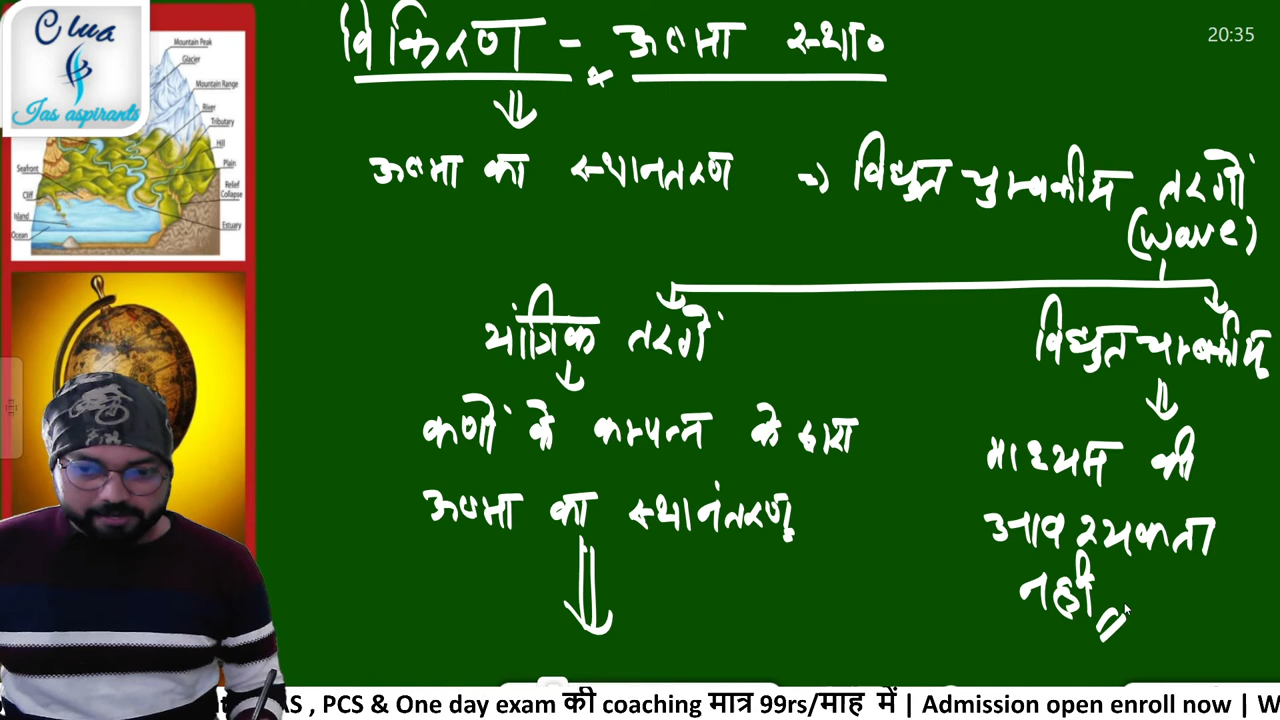 Clua
Ias aspirants
Mountain Peak
Glacier
Mountain Range
River
Tributary
Hill
Plain
Relief
Collapse
Estuary
Seafront
Cliff
Island
Ocean
20:35
विकिरण - ऊष्मा स्था०
ऊष्मा का स्थानतरण → विद्युत चुम्बकीय तरंगों
(wave)
यांत्रिक तरंगें
विद्युत चुम्बकीय
कणों के कम्पन्न के द्वारा
ऊष्मा का स्थानंतरण
माध्यम की
आवश्यकता
नहीं
AS , PCS & One day exam की coaching मात्र 99rs/माह में | Admission open enroll now | W